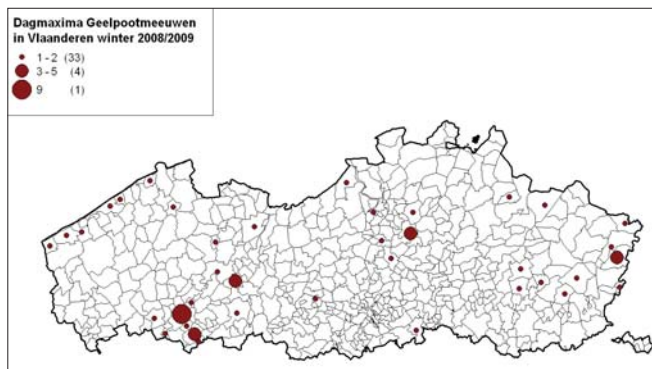 Dagmaxima Geelpootmeeuwen
in Vlaanderen winter 2008/2009
1 - 2 (33)
3 - 5 (4)
9 (1)